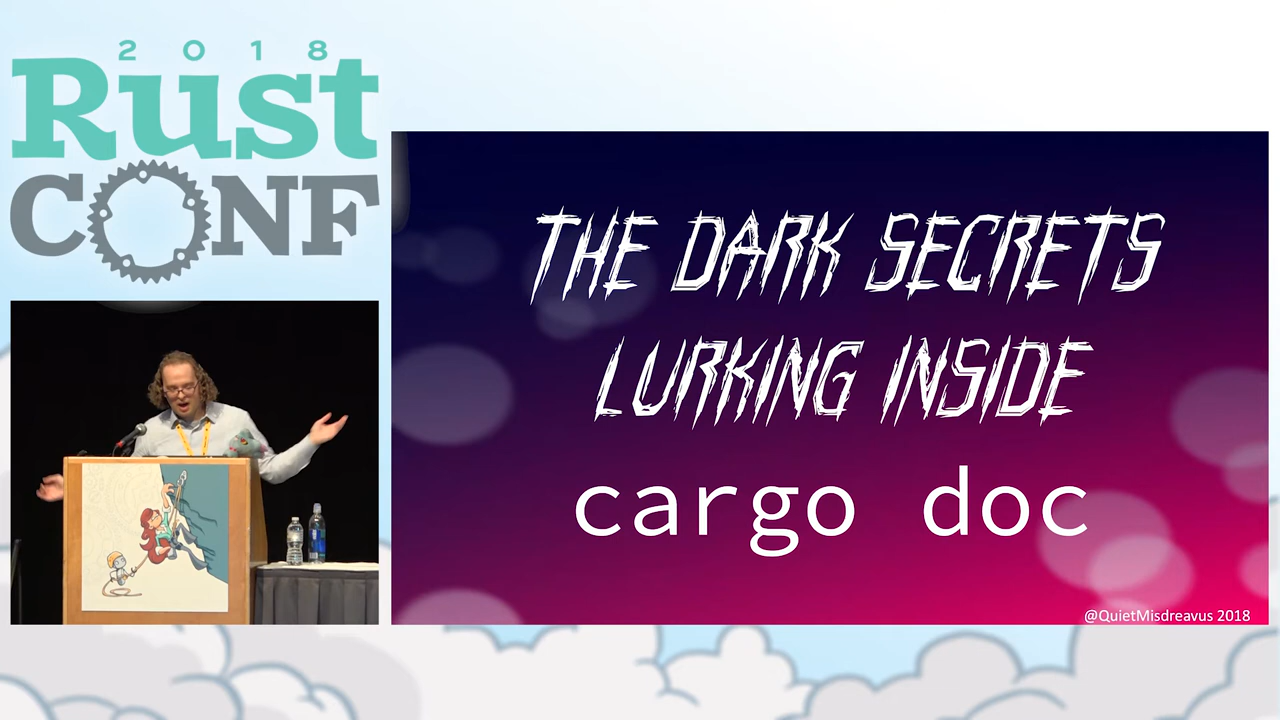 2018
Rust
CONF
THE DARK SECRETS
LURKING INSIDE
cargo doc
@QuietMisdreavus 2018